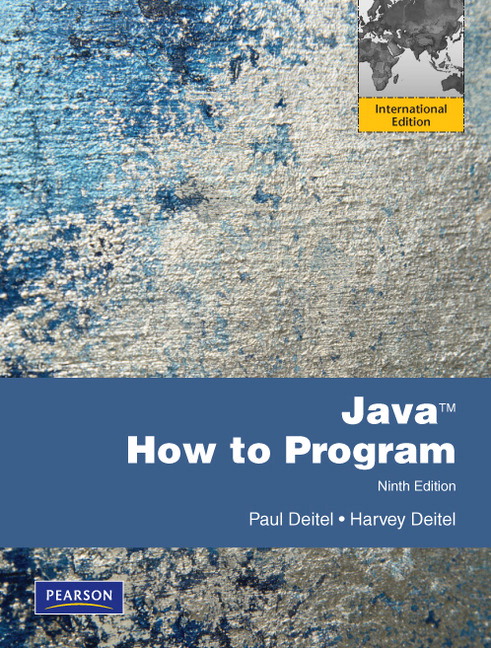 International
Edition
Java™
How to Program
Ninth Edition
Paul Deitel • Harvey Deitel
PEARSON